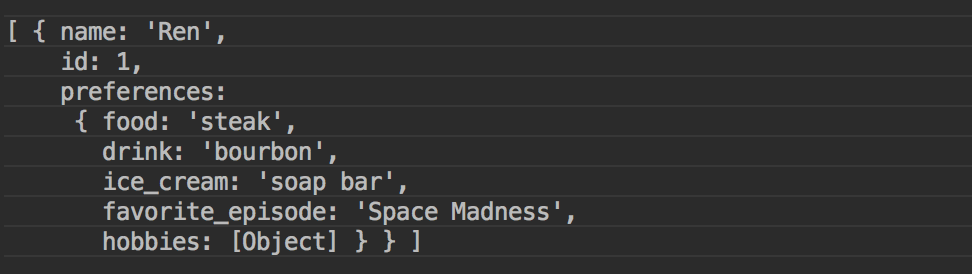 [ { name: 'Ren',
    id: 1,
    preferences:
     { food: 'steak',
       drink: 'bourbon',
       ice_cream: 'soap bar',
       favorite_episode: 'Space Madness',
       hobbies: [Object] } } ]